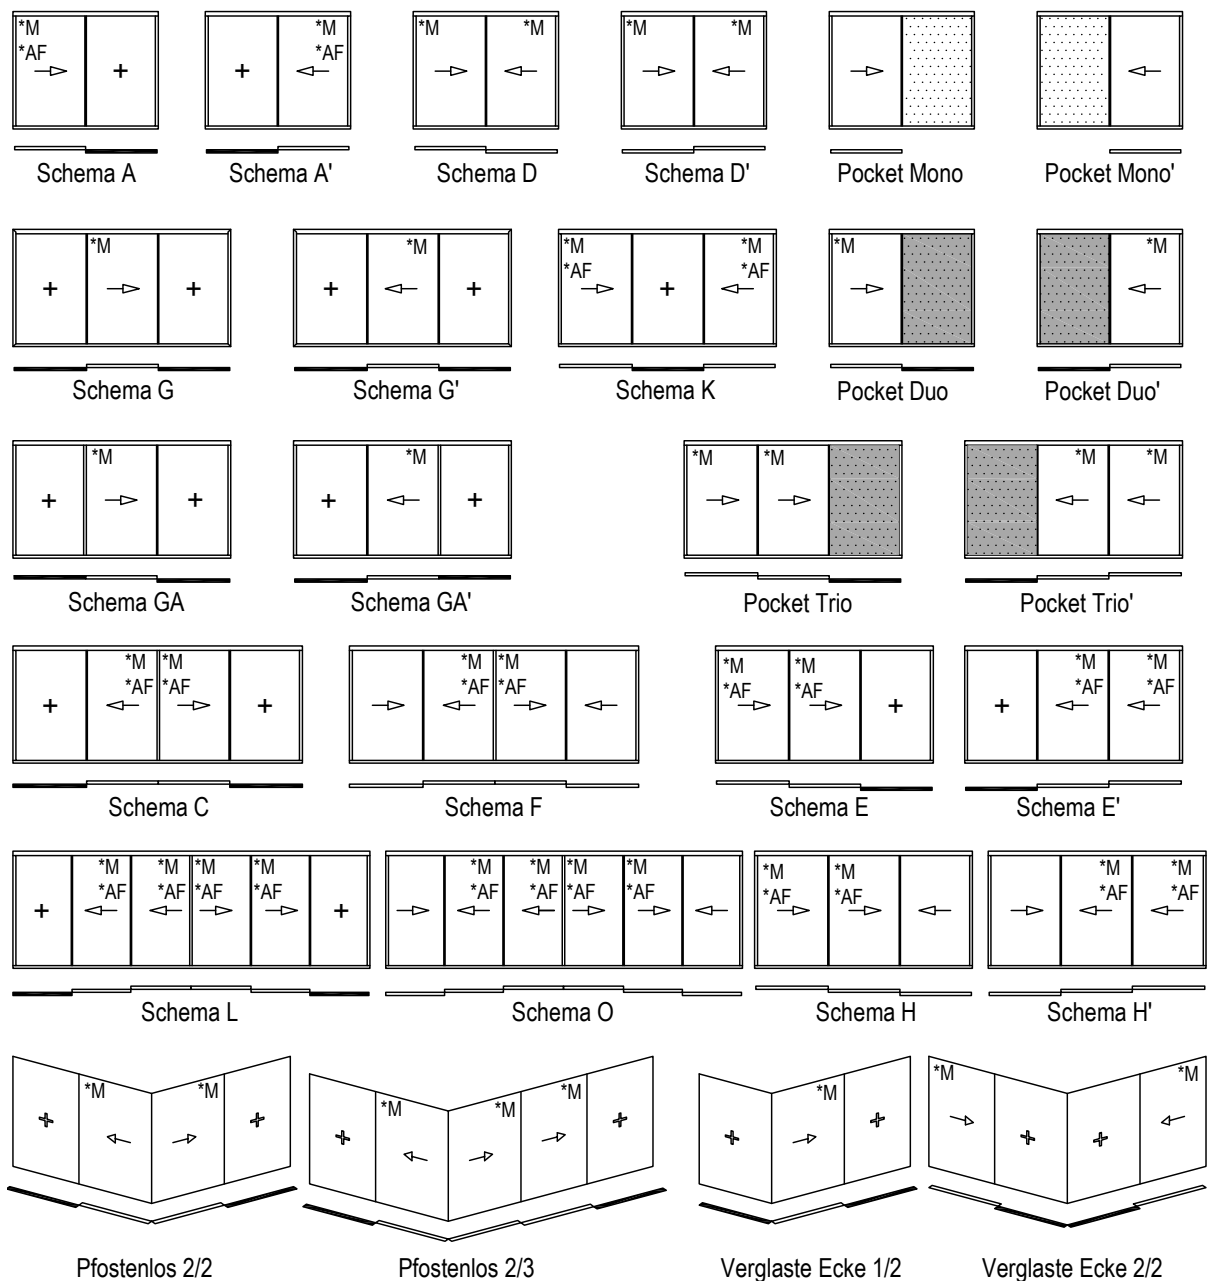 *M *M *M *M *M *M
*AF *AF
+ +
Schema A Schema A' Schema D Schema D' Pocket Mono Pocket Mono'
*M *M *M *M *M *M
*AF *AF
+ + + + +
Schema G Schema G' Schema K Pocket Duo Pocket Duo'
*M *M *M *M *M *M
+ + + +
Schema GA Schema GA' Pocket Trio Pocket Trio'
*M *M *M *M *M *M *M *M
*AF *AF *AF *AF *AF *AF *AF *AF
+ + + +
Schema C Schema F Schema E Schema E'
*M *M *M *M *M *M *M *M *M *M *M *M
*AF *AF *AF *AF *AF *AF *AF *AF *AF *AF *AF *AF
+ +
Schema L Schema O Schema H Schema H'
*M *M *M *M *M *M *M *M
+ + + + + + + +
Pfostenlos 2/2 Pfostenlos 2/3 Verglaste Ecke 1/2 Verglaste Ecke 2/2